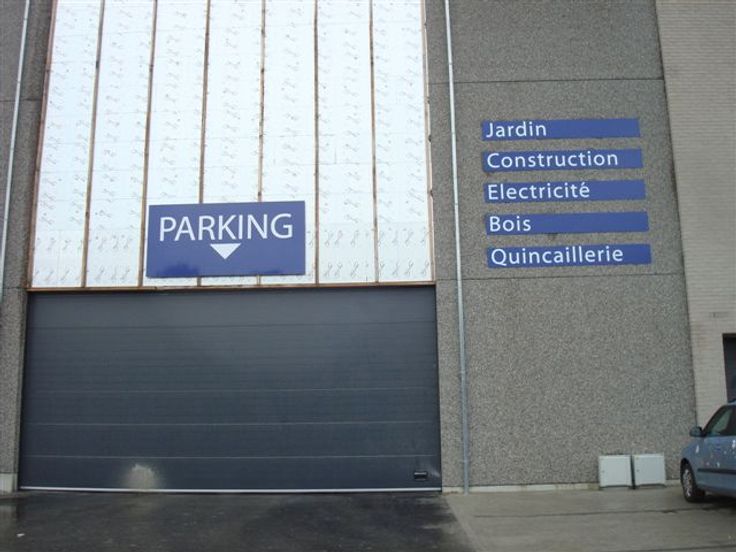 PARKING
Jardin
Construction
Electricité
Bois
Quincaillerie